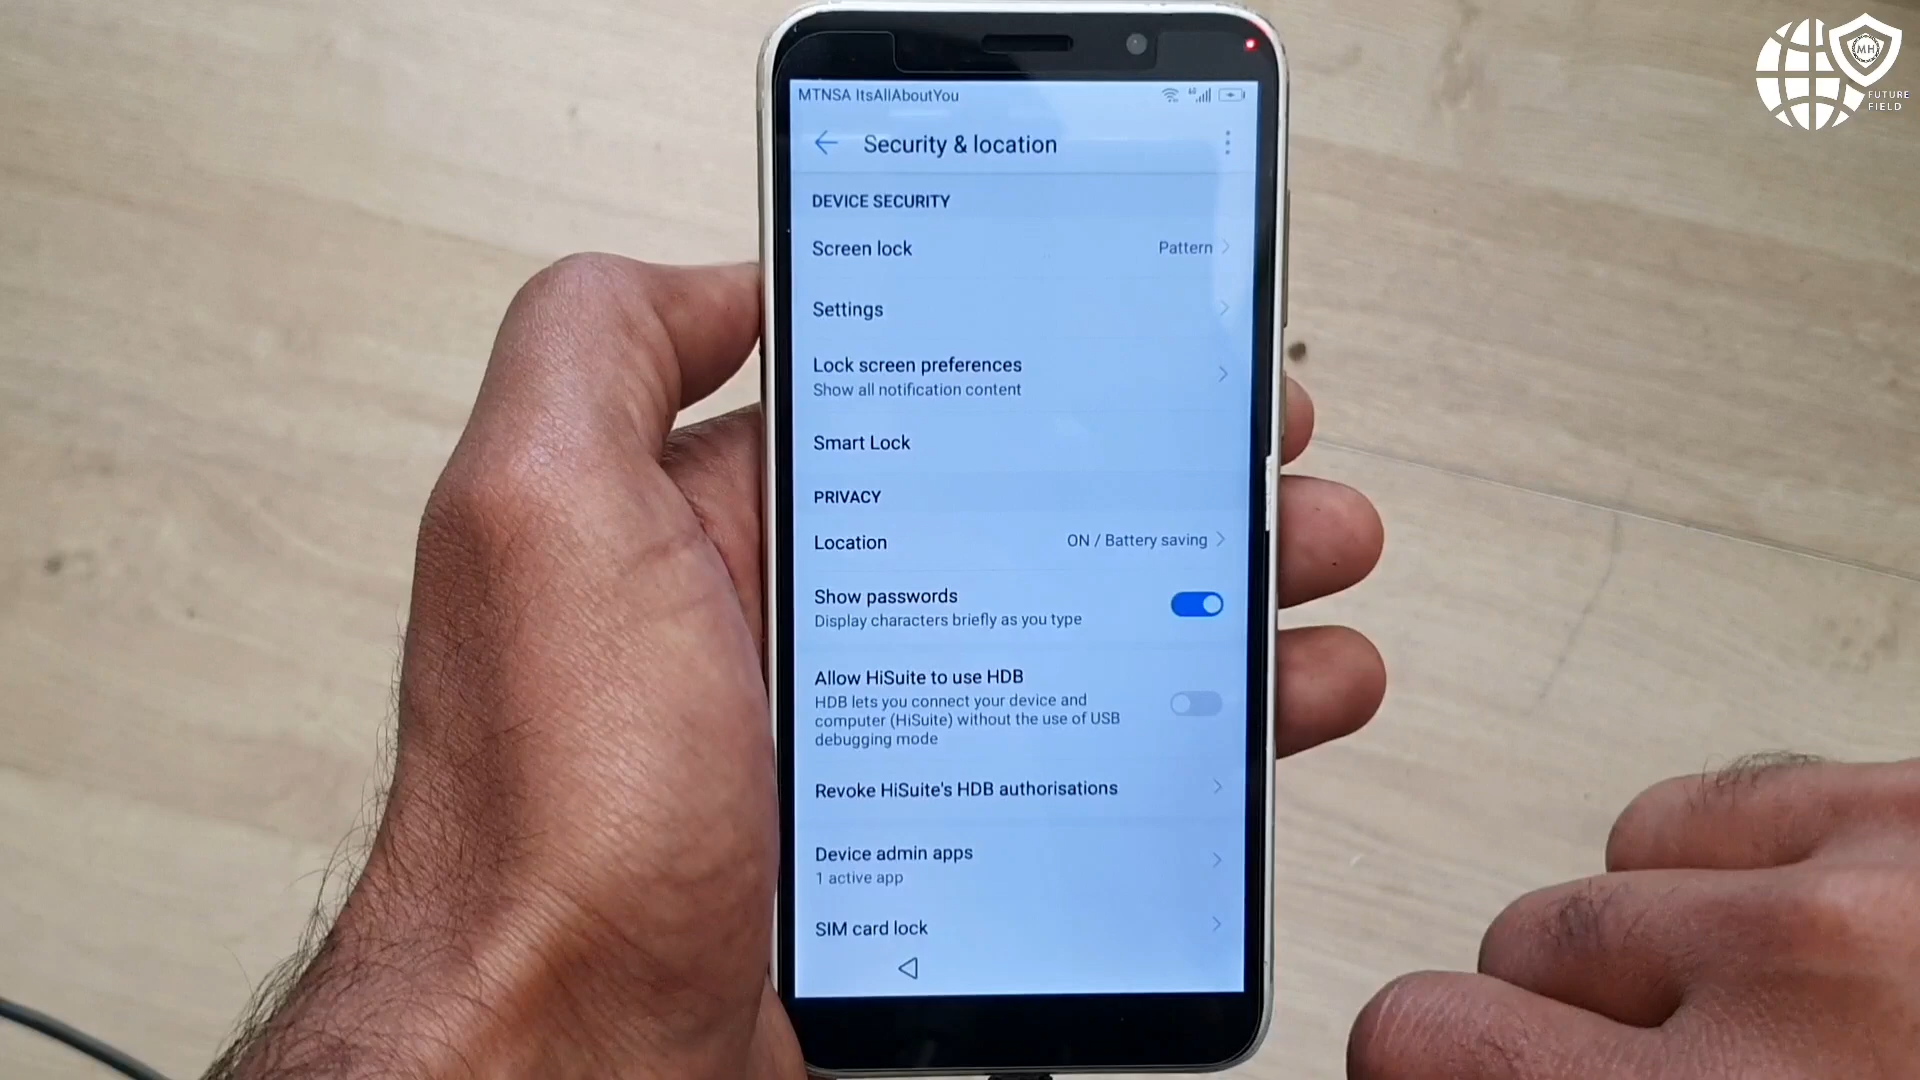 MTNSA ItsAllAboutYou
Security & location
DEVICE SECURITY
Screen lock
Pattern
Settings
Lock screen preferences
Show all notification content
Smart Lock
PRIVACY
Location
ON / Battery saving
Show passwords
Display characters briefly as you type
Allow HiSuite to use HDB
HDB lets you connect your device and
computer (HiSuite) without the use of USB
debugging mode
Revoke HiSuite's HDB authorisations
Device admin apps
1 active app
SIM card lock
MH
FUTURE
FIELD